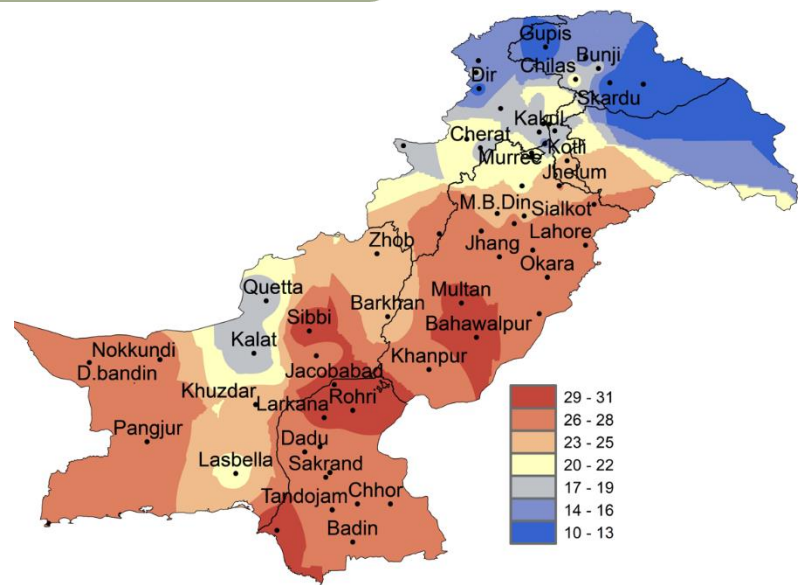 Gupis
Bunji
Chilas
Dir
Skardu
Kakul
Cherat
Kotli
Murree
Jhelum
M.B.Din
Sialkot
Lahore
Zhob
Jhang
Okara
Quetta
Multan
Barkhan
Sibbi
Bahawalpur
Kalat
Nokkundi
Khanpur
D.bandin
Jacobabad
Khuzdar
Rohri
Larkana
Pangjur
Dadu
Lasbella
Sakrand
Tandojam
Chhor
Badin
29 - 31
26 - 28
23 - 25
20 - 22
17 - 19
14 - 16
10 - 13